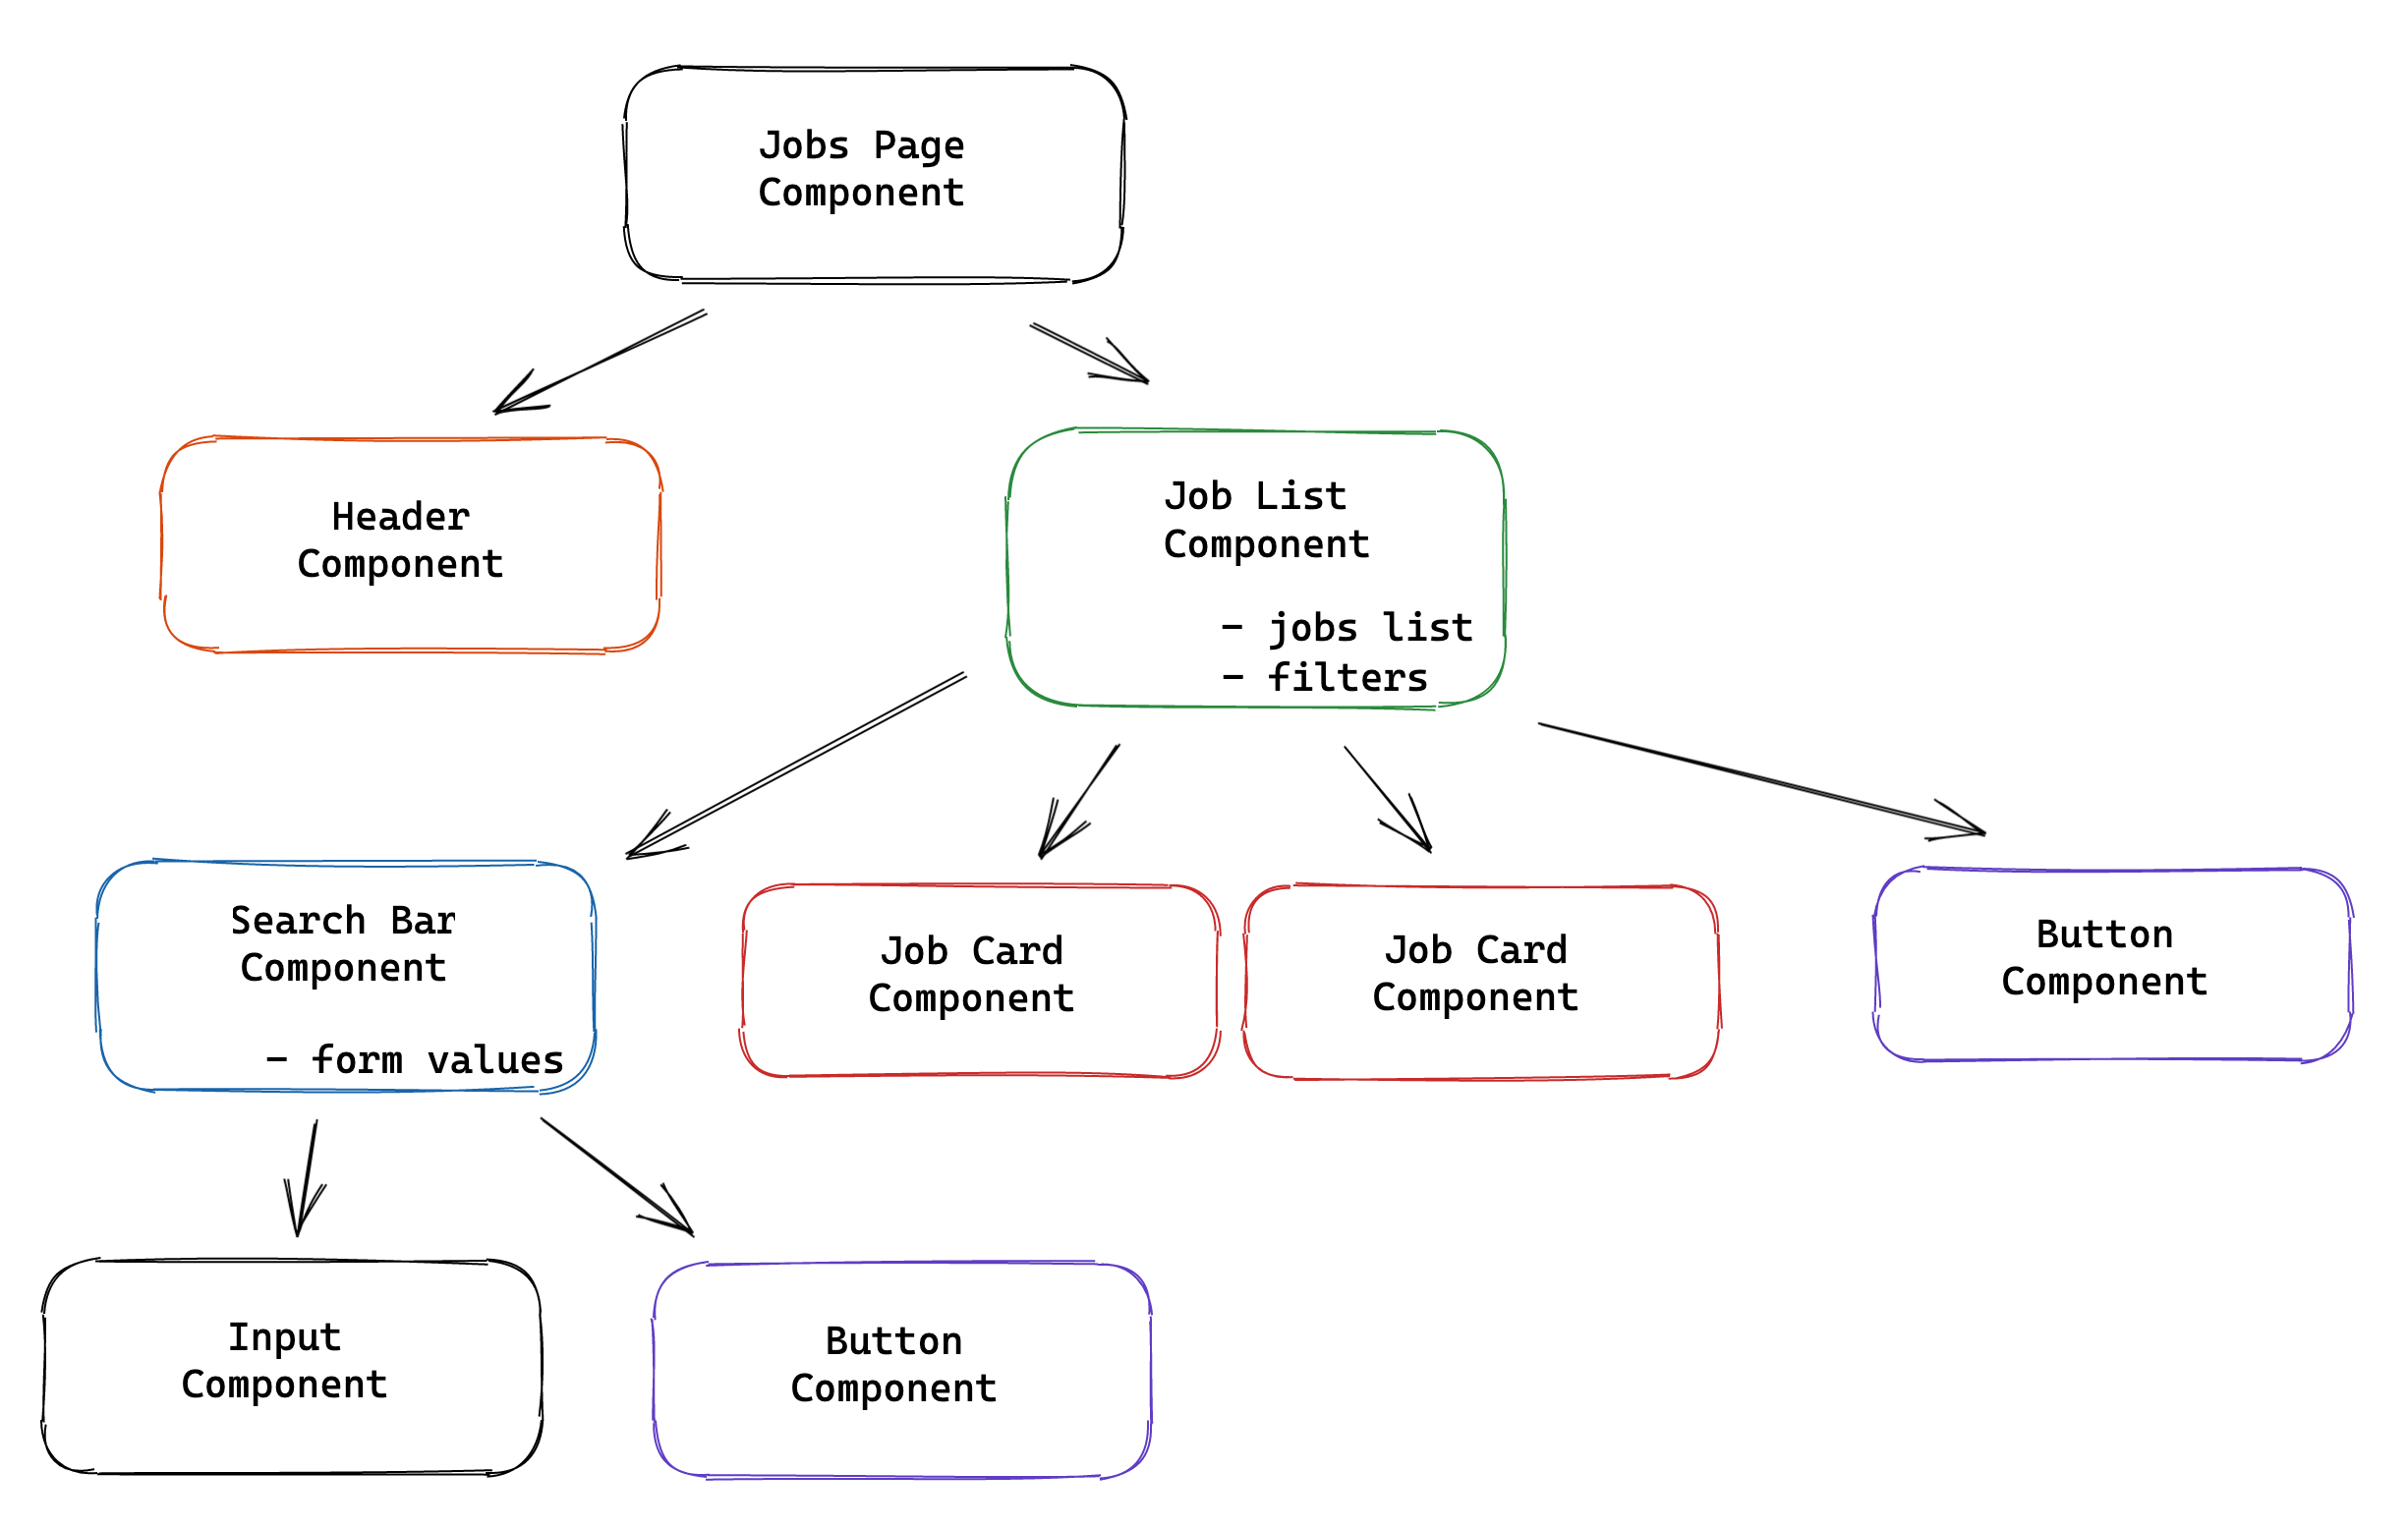 Jobs Page
Component
Header
Component
Job List
Component
- jobs list
- filters
Search Bar
Component
- form values
Job Card
Component
Job Card
Component
Button
Component
Input
Component
Button
Component